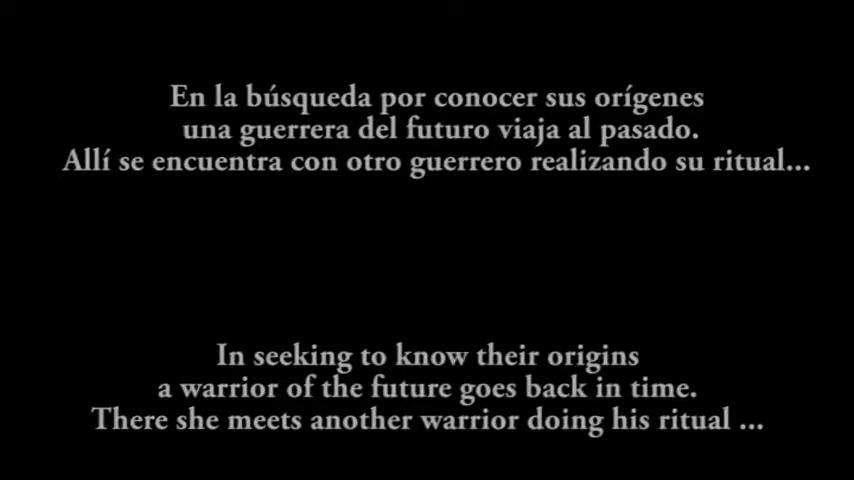 En la búsqueda por conocer sus orígenes
una guerrera del futuro viaja al pasado.
Allí se encuentra con otro guerrero realizando su ritual...
In seeking to know their origins
a warrior of the future goes back in time.
There she meets another warrior doing his ritual ...